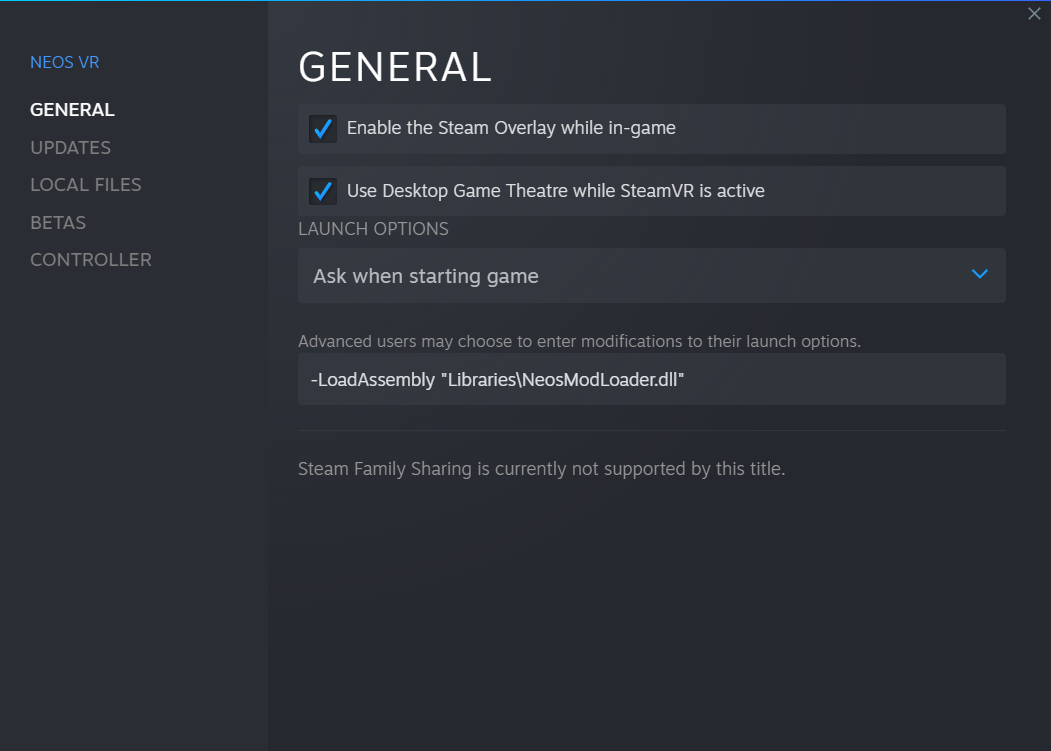 NEOS VR
GENERAL
UPDATES
LOCAL FILES
BETAS
CONTROLLER
GENERAL
Enable the Steam Overlay while in-game
Use Desktop Game Theatre while SteamVR is active
LAUNCH OPTIONS
Ask when starting game
Advanced users may choose to enter modifications to their launch options.
-LoadAssembly "Libraries\NeosModLoader.dll"
Steam Family Sharing is currently not supported by this title.